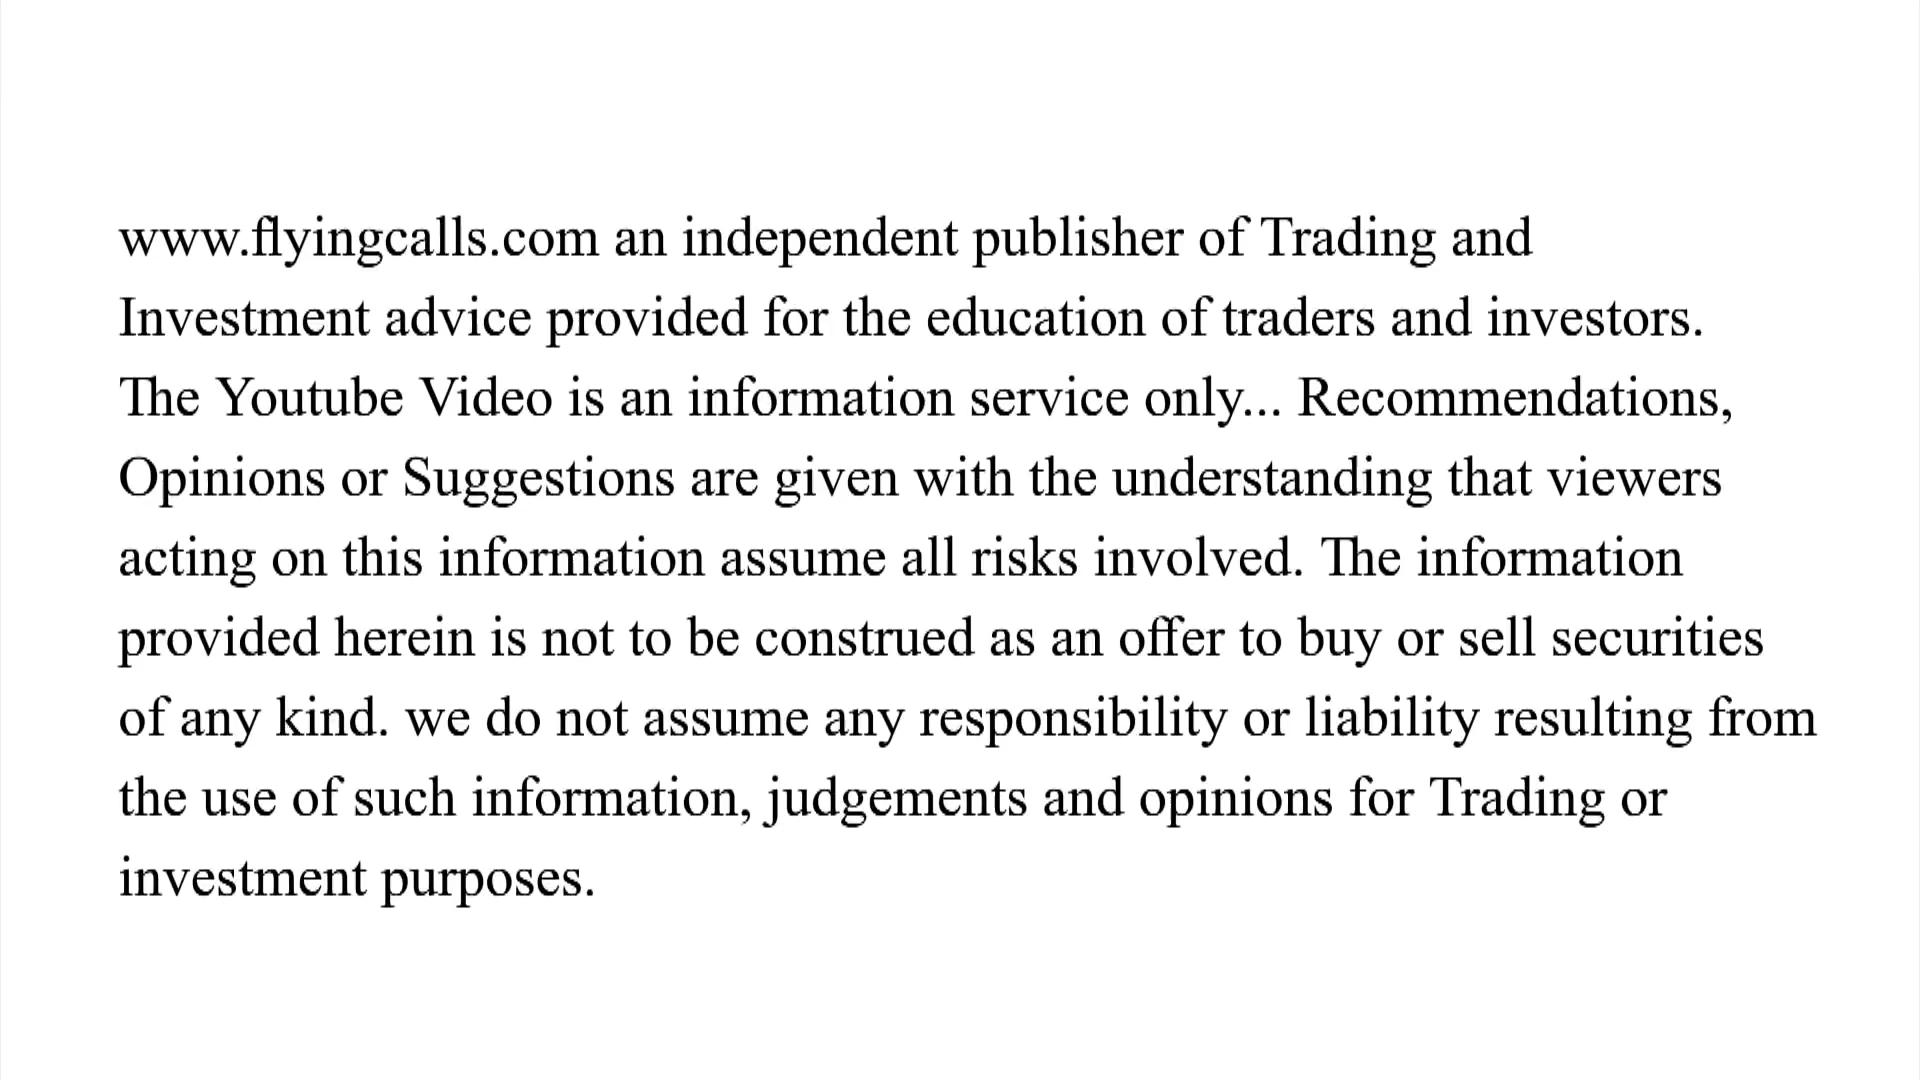 www.flyingcalls.com an independent publisher of Trading and
Investment advice provided for the education of traders and investors.
The Youtube Video is an information service only... Recommendations,
Opinions or Suggestions are given with the understanding that viewers
acting on this information assume all risks involved. The information
provided herein is not to be construed as an offer to buy or sell securities
of any kind. we do not assume any responsibility or liability resulting from
the use of such information, judgements and opinions for Trading or
investment purposes.